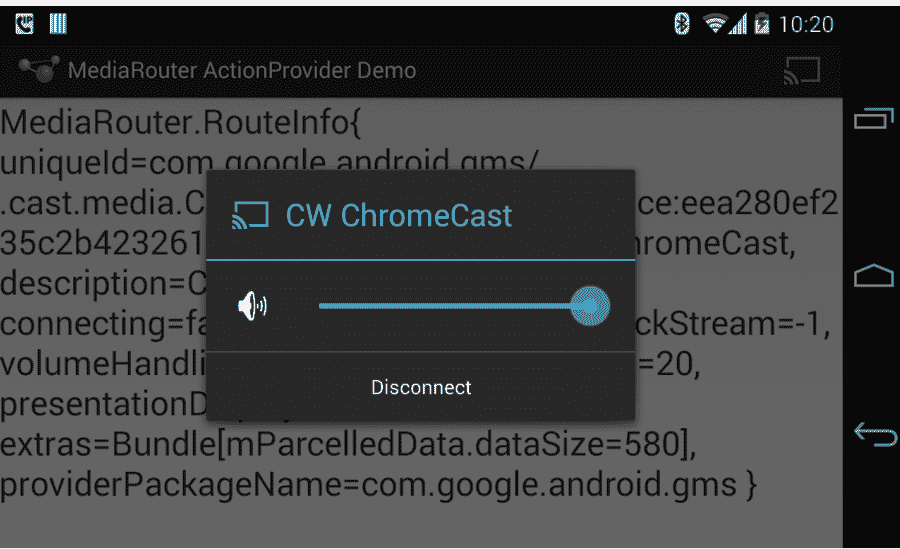 10:20
MediaRouter ActionProvider Demo
MediaRouter.RouteInfo{
uniqueId=com.google.android.gms/
.cast.media.C ce:eea280ef2
35c2b423261 hromeCast,
description=C
connecting=fa ckStream=-1,
volumeHandli =20,
presentationD
extras=Bundle[mParcelledData.dataSize=580],
providerPackageName=com.google.android.gms }
CW ChromeCast
Disconnect